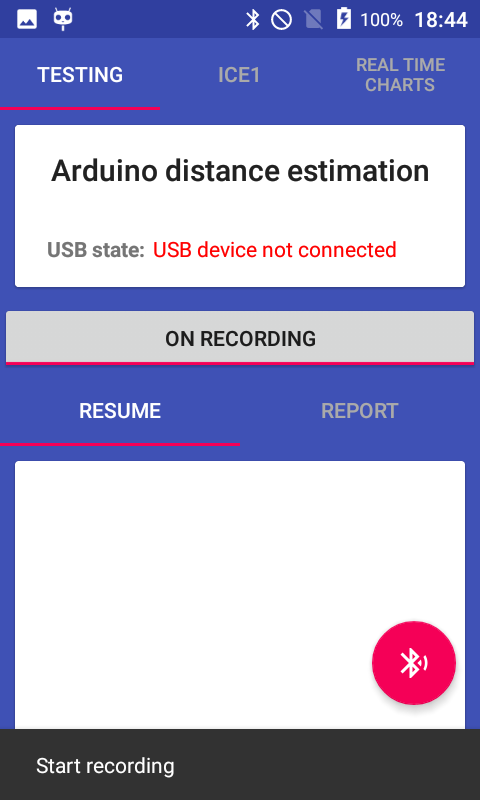 100% 18:44
TESTING
ICE1
REAL TIME
CHARTS
Arduino distance estimation
USB state: USB device not connected
ON RECORDING
RESUME
REPORT
Start recording